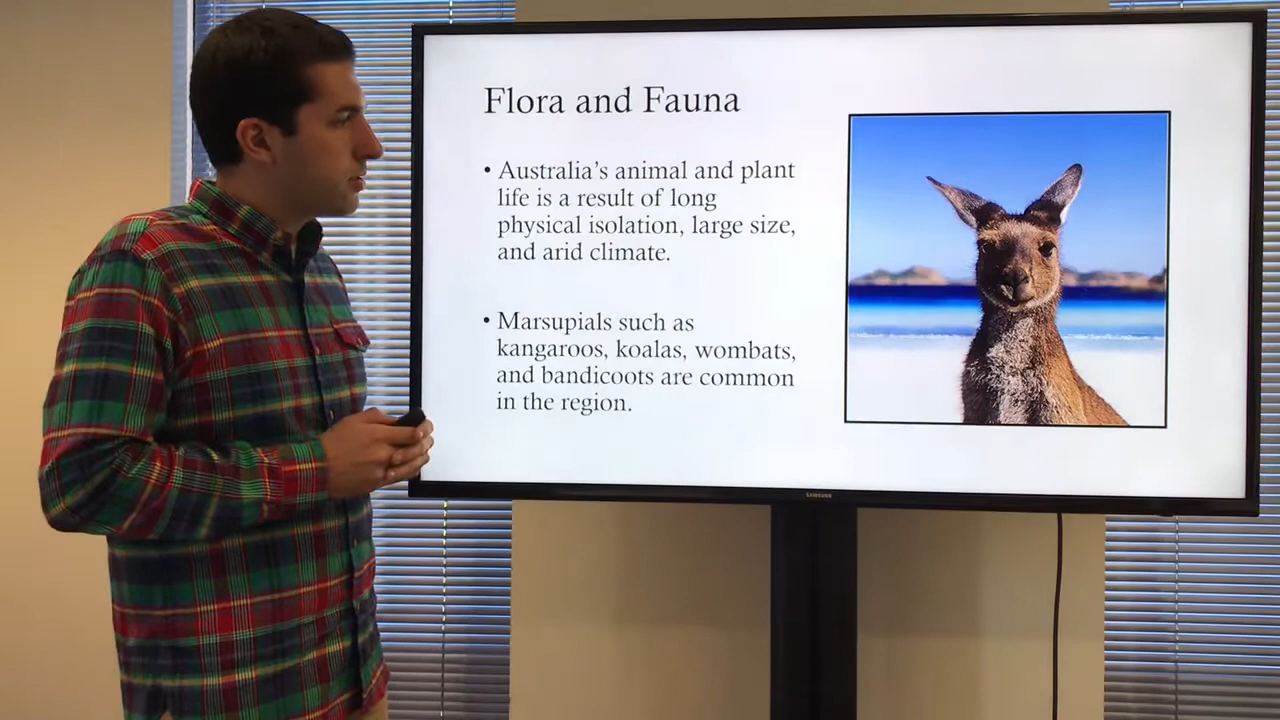 Flora and Fauna
• Australia’s animal and plant
life is a result of long
physical isolation, large size,
and arid climate.
• Marsupials such as
kangaroos, koalas, wombats,
and bandicoots are common
in the region.
SAMSUNG